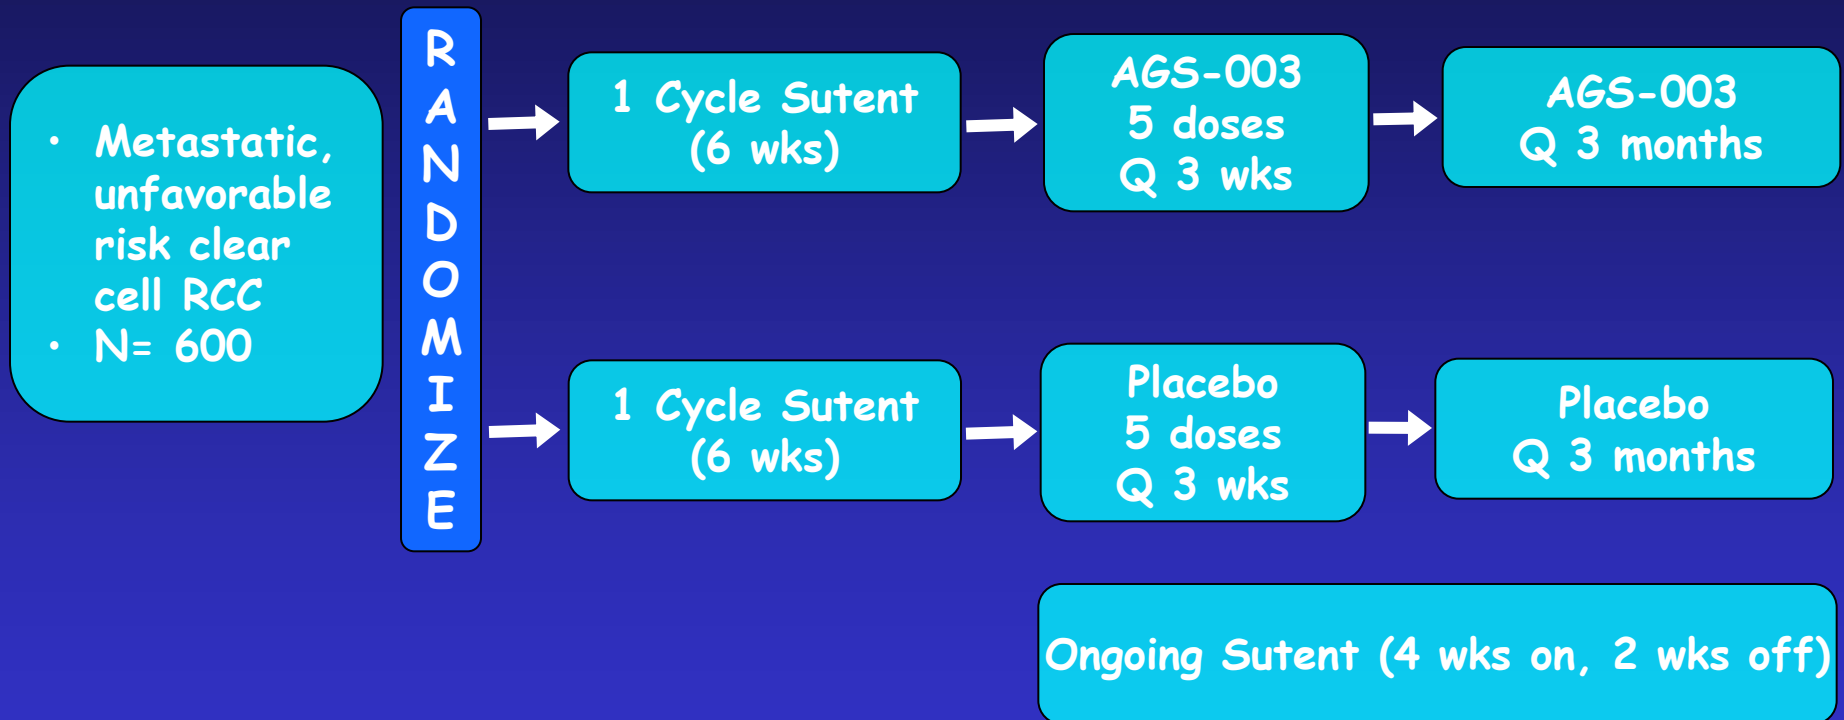 • Metastatic,
unfavorable
risk clear
cell RCC
• N= 600
R
A
N
D
O
M
I
Z
E
1 Cycle Sutent
(6 wks)
AGS-003
5 doses
Q 3 wks
AGS-003
Q 3 months
1 Cycle Sutent
(6 wks)
Placebo
5 doses
Q 3 wks
Placebo
Q 3 months
Ongoing Sutent (4 wks on, 2 wks off)